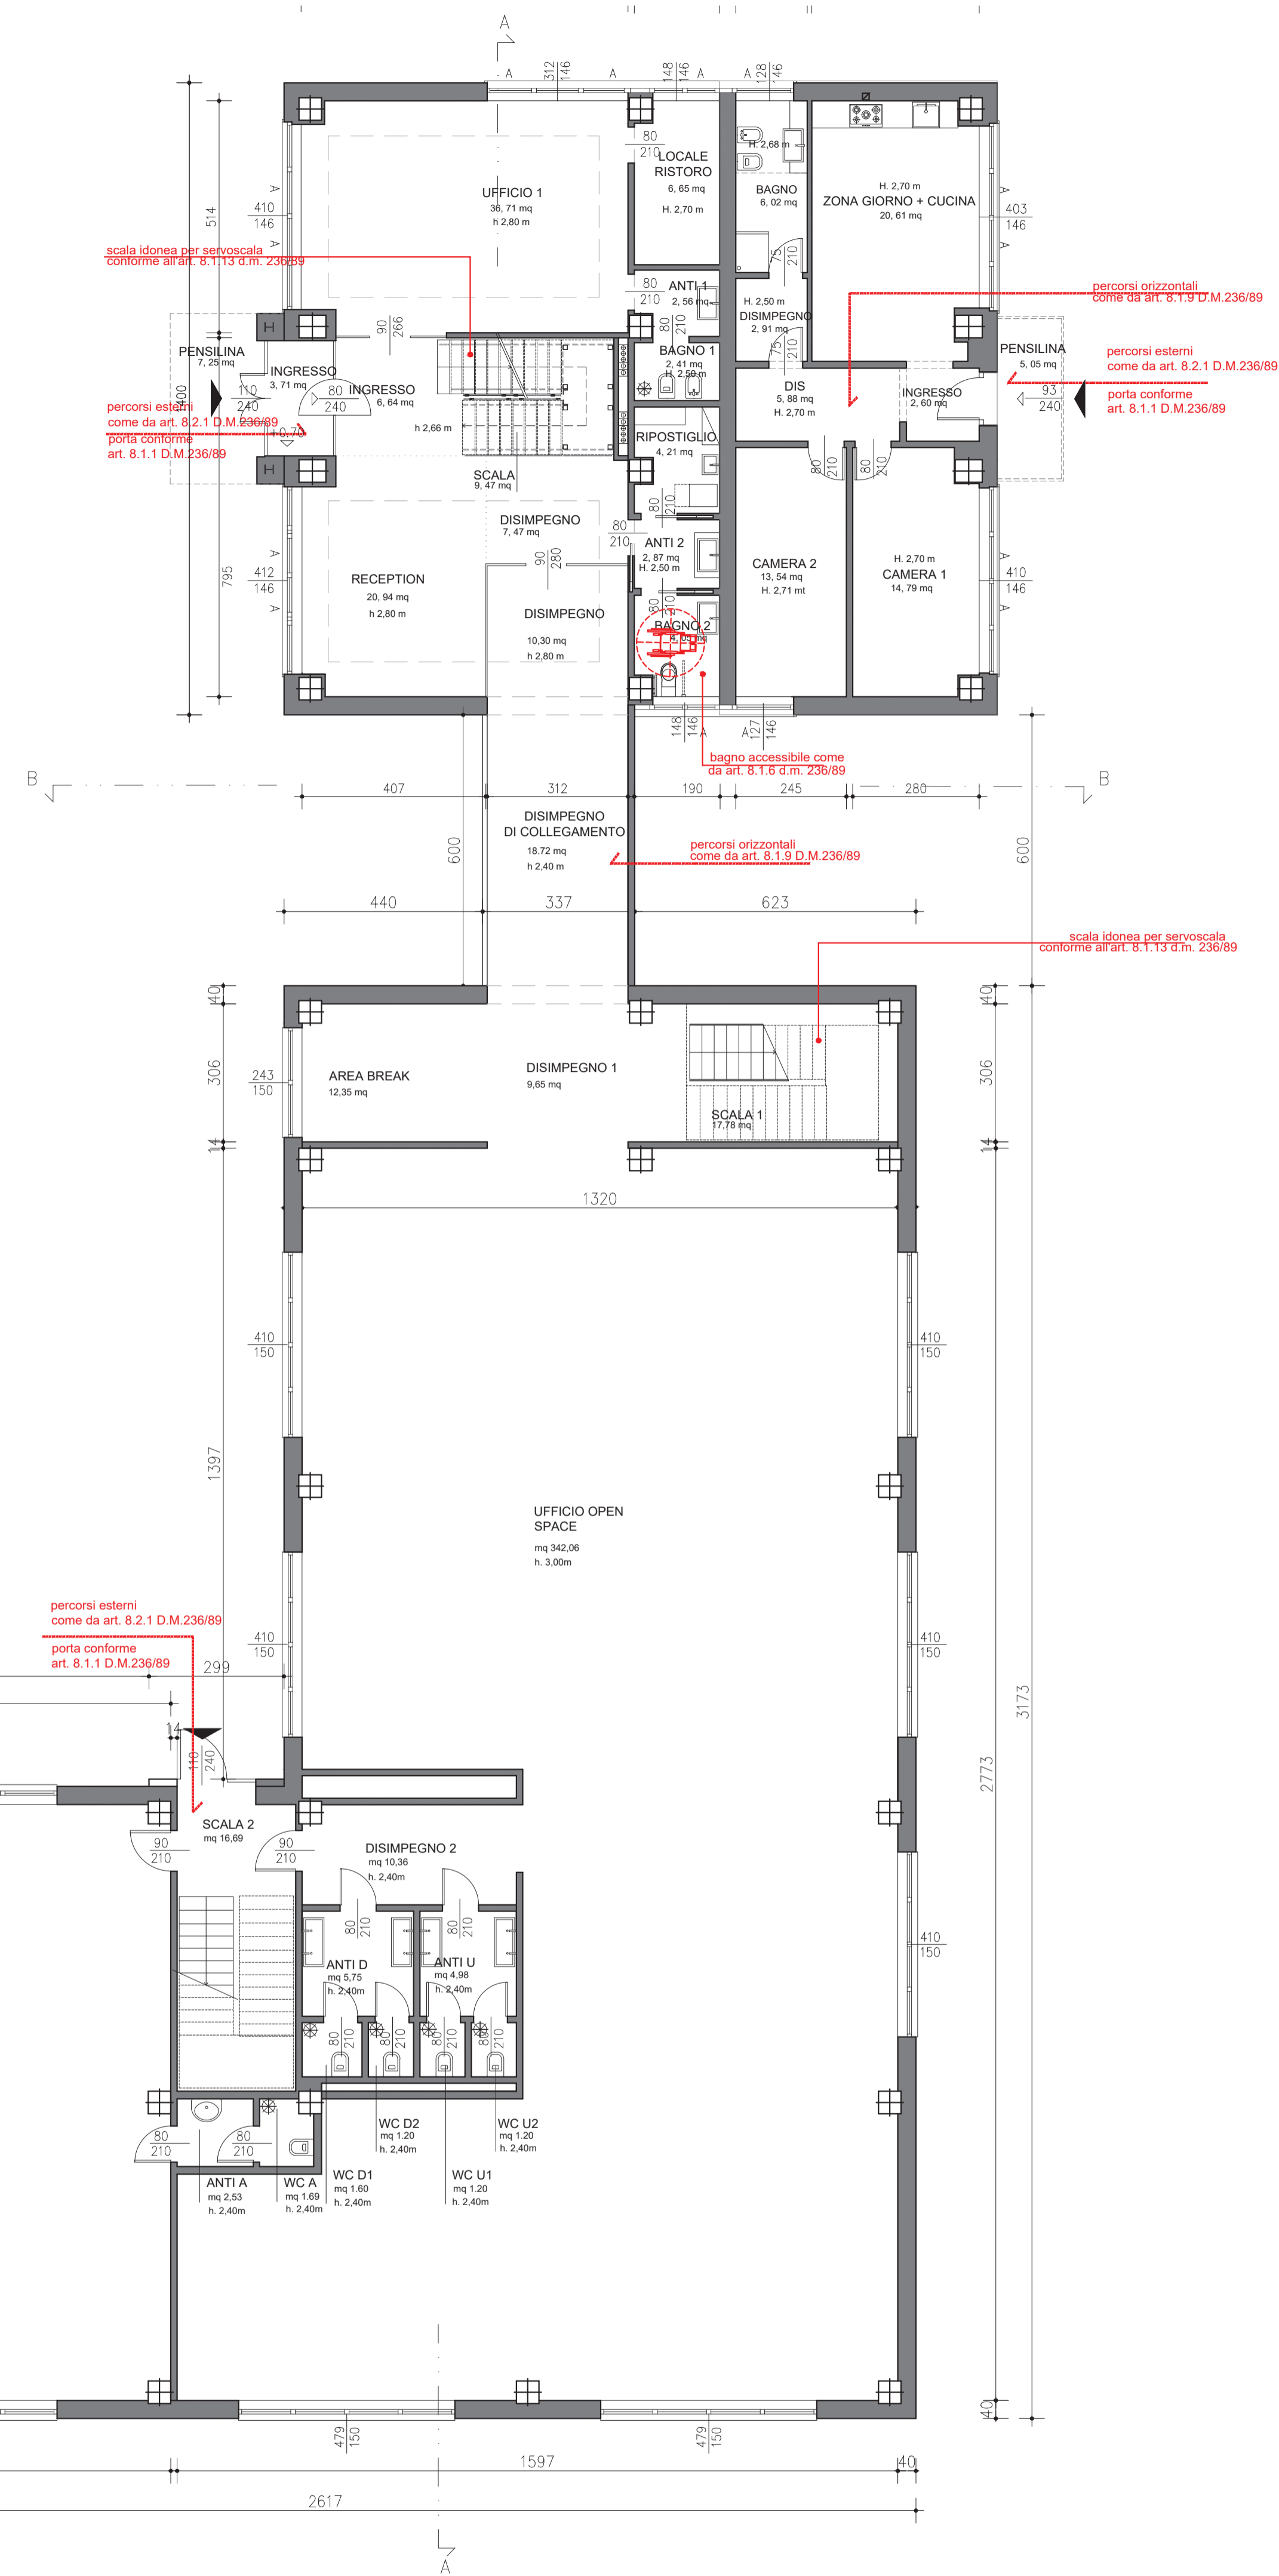 A
A
312
146
A
148
146
A
A
128
146
80
210
LOCALE
RISTORO
6, 65 mq
H. 2,70 m
H. 2,68 m
BAGNO
6, 02 mq
H. 2,70 m
ZONA GIORNO + CUCINA
20, 61 mq
A
403
146
A
UFFICIO 1
36, 71 mq
h 2,80 m
A
410
146
A
514
scala idonea per servoscala
conforme all'art. 8.1.13 d.m. 236/89
75
210
80
210
ANTI 1
2, 56 mq
H. 2,50 m
DISIMPEGNO
2, 91 mq
percorsi orizzontali
come da art. 8.1.9 D.M.236/89
90
266
80
210
H
PENSILINA
7, 25 mq
BAGNO 1
2, 41 mq
H. 2,50 m
75
210
PENSILINA
5, 05 mq
percorsi esterni
come da art. 8.2.1 D.M.236/89
INGRESSO
3, 71 mq
INGRESSO
6, 64 mq
DIS
5, 88 mq
H. 2,70 m
INGRESSO
2, 60 mq
porta conforme
art. 8.1.1 D.M.236/89
93
240
1400
110
240
80
240
percorsi esterni
come da art. 8.2.1 D.M.236/89
porta conforme
art. 8.1.1 D.M.236/89
+0,70
H
h 2,66 m
RIPOSTIGLIO
4, 21 mq
80
210
80
210
SCALA
9, 47 mq
80
210
DISIMPEGNO
7, 47 mq
80
210
ANTI 2
2, 87 mq
H. 2,50 m
90
280
A
412
146
A
795
RECEPTION
20, 94 mq
h 2,80 m
CAMERA 2
13, 54 mq
H. 2,71 mt
H. 2,70 m
CAMERA 1
14, 79 mq
A
410
146
A
DISIMPEGNO
10,30 mq
h 2,80 m
80
210
BAGNO 2
4, 05 mq
148
146
A
A
127
146
bagno accessibile come
da art. 8.1.6 d.m. 236/89
B
B
407
312
190
245
280
DISIMPEGNO
DI COLLEGAMENTO
18.72 mq
h 2,40 m
percorsi orizzontali
come da art. 8.1.9 D.M.236/89
600
600
440
337
623
scala idonea per servoscala
conforme all'art. 8.1.13 d.m. 236/89
40
40
306
243
150
AREA BREAK
12,35 mq
DISIMPEGNO 1
9,65 mq
SCALA 1
17,78 mq
306
14
14
1320
410
150
410
150
1397
UFFICIO OPEN
SPACE
mq 342,06
h. 3,00m
percorsi esterni
come da art. 8.2.1 D.M.236/89
porta conforme
art. 8.1.1 D.M.236/89
410
150
410
150
299
3173
14
110
240
2773
SCALA 2
mq 16,69
90
210
90
210
DISIMPEGNO 2
mq 10,36
h. 2,40m
80
210
80
210
410
150
ANTI D
mq 5,75
h. 2,40m
ANTI U
mq 4,98
h. 2,40m
80
210
80
210
80
210
80
210
80
210
80
210
WC D2
mq 1.20
h. 2,40m
WC U2
mq 1.20
h. 2,40m
ANTI A
mq 2,53
h. 2,40m
WC A
mq 1.69
h. 2,40m
WC D1
mq 1.60
h. 2,40m
WC U1
mq 1.20
h. 2,40m
40
479
150
479
150
1597
40
2617
A